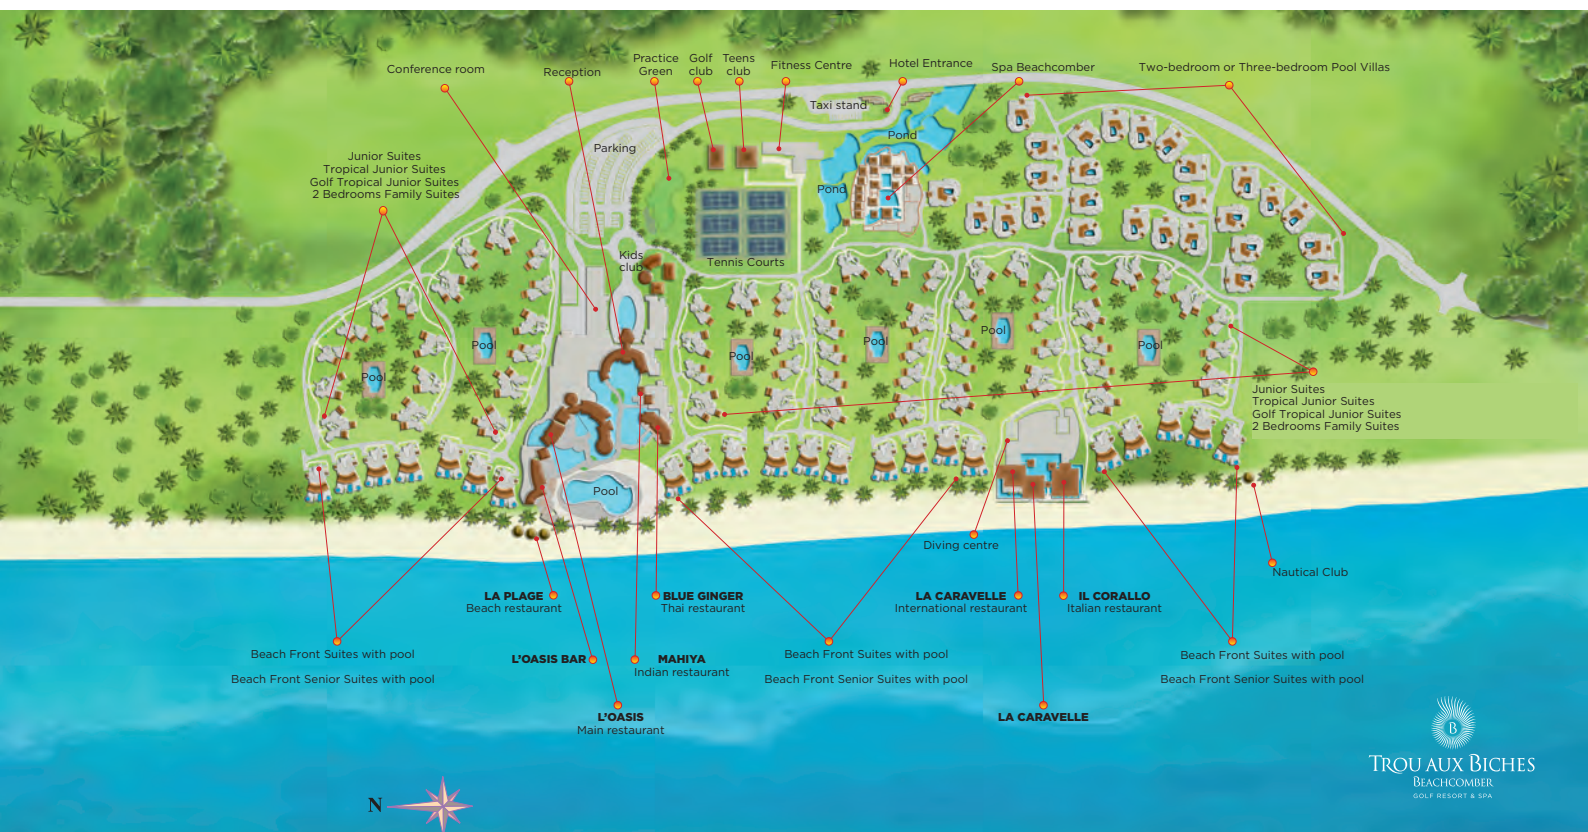 Conference room
Reception
Practice
Green
Golf
club
Teens
club
Fitness Centre
Hotel Entrance
Spa Beachcomber
Two-bedroom or Three-bedroom Pool Villas
Taxi stand
Parking
Pond
Pond
Junior Suites
Tropical Junior Suites
Golf Tropical Junior Suites
2 Bedrooms Family Suites
Kids
club
Tennis Courts
Pool
Pool
Pool
Pool
Pool
Pool
Junior Suites
Tropical Junior Suites
Golf Tropical Junior Suites
2 Bedrooms Family Suites
Pool
Diving centre
Nautical Club
LA PLAGE
Beach restaurant
BLUE GINGER
Thai restaurant
LA CARAVELLE
International restaurant
IL CORALLO
Italian restaurant
Beach Front Suites with pool
Beach Front Senior Suites with pool
L'OASIS BAR
MAHIYA
Indian restaurant
Beach Front Suites with pool
Beach Front Senior Suites with pool
Beach Front Suites with pool
Beach Front Senior Suites with pool
L'OASIS
Main restaurant
LA CARAVELLE
B
TROU AUX BICHES
BEACHCOMBER
GOLF RESORT & SPA
N